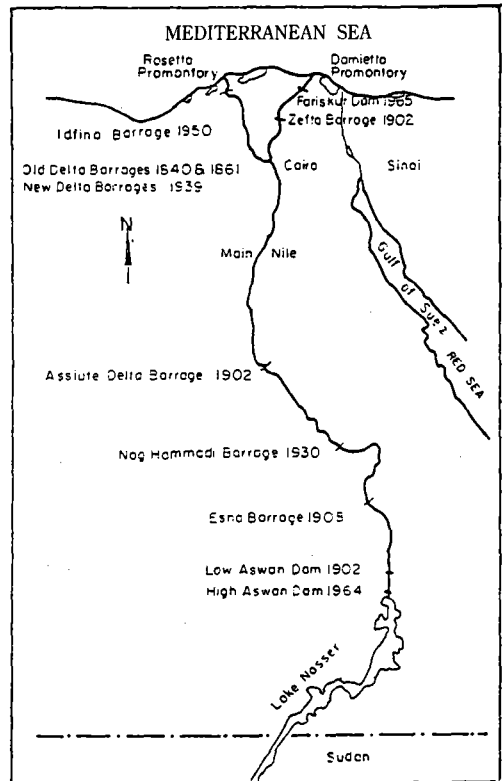 MEDITERRANEAN SEA
Rosetta
Promontory
Damietta
Promontory
Fariskur Dam 1965
Zefta Barrage 1902
Idfina Barrage 1950
Old Delta Barrages 1840 & 1861
New Delta Barrages 1939
Cairo
Sinai
N
Main Nile
Gulf of Suez
RED SEA
Assiute Delta Barrage 1902
Nag Hammadi Barrage 1930
Esna Barrage 1905
Low Aswan Dam 1902
High Aswan Dam 1964
Lake Nasser
Sudan